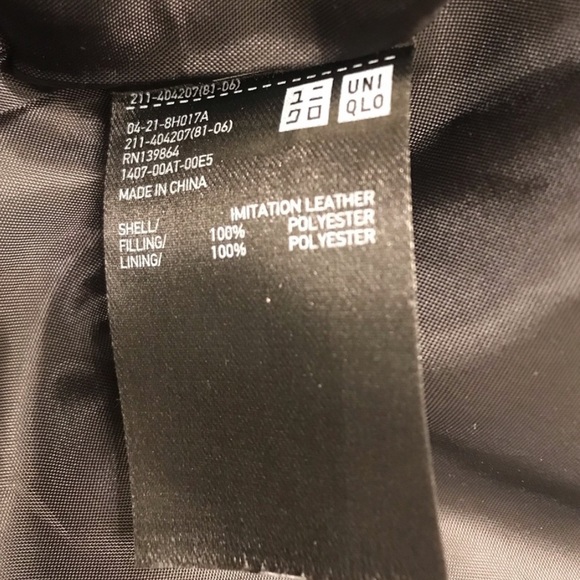 211-404207(81-06)
ユニ
クロ
UNI
QLO
04-21-8H017A
211-404207(81-06)
RN139864
1407-00AT-00E5
MADE IN CHINA
SHELL/ IMITATION LEATHER
FILLING/ 100% POLYESTER
LINING/ 100% POLYESTER